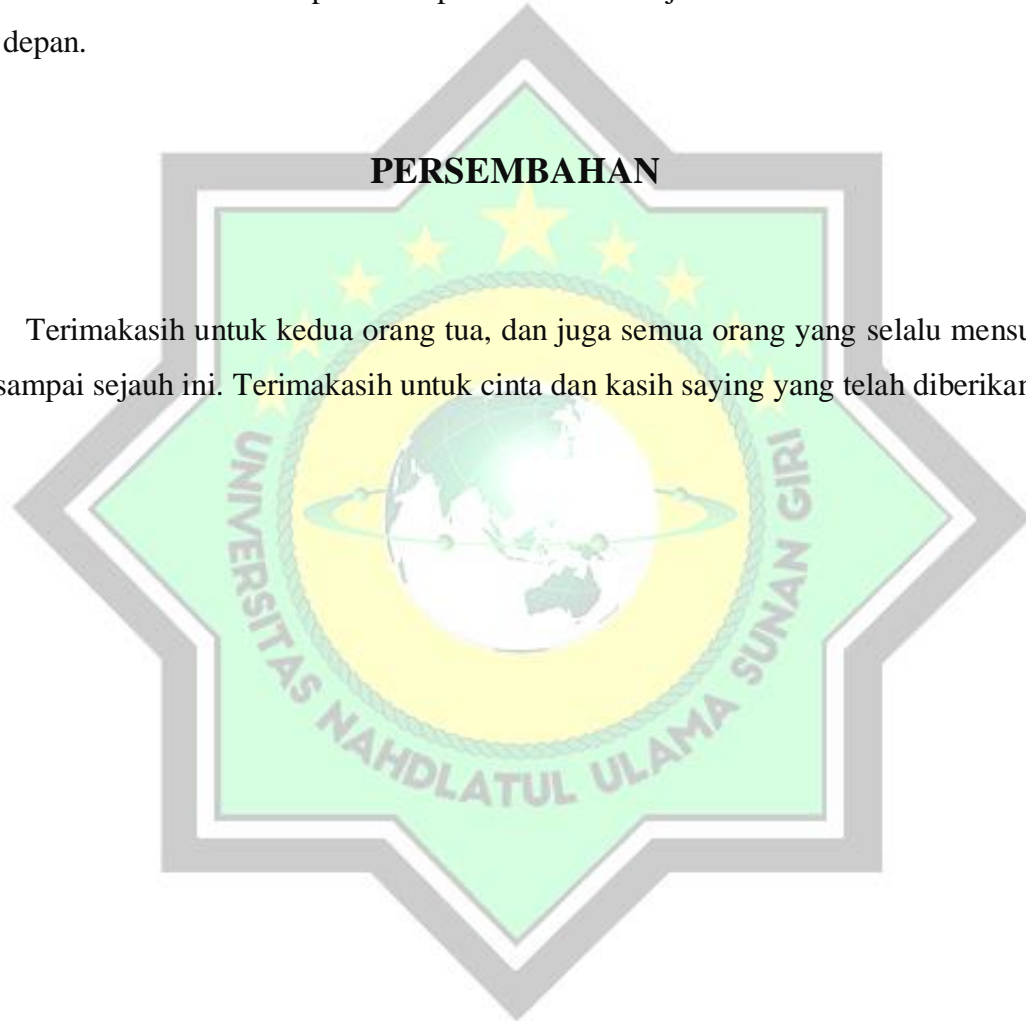 depan.
PERSEMBAHAN
Terimakasih untuk kedua orang tua, dan juga semua orang yang selalu
sampai sejauh ini. Terimakasih untuk cinta dan kasih saying yang telah diberikan
UNIVERSITAS NAHDLATUL ULAMA SUNAN GIRI